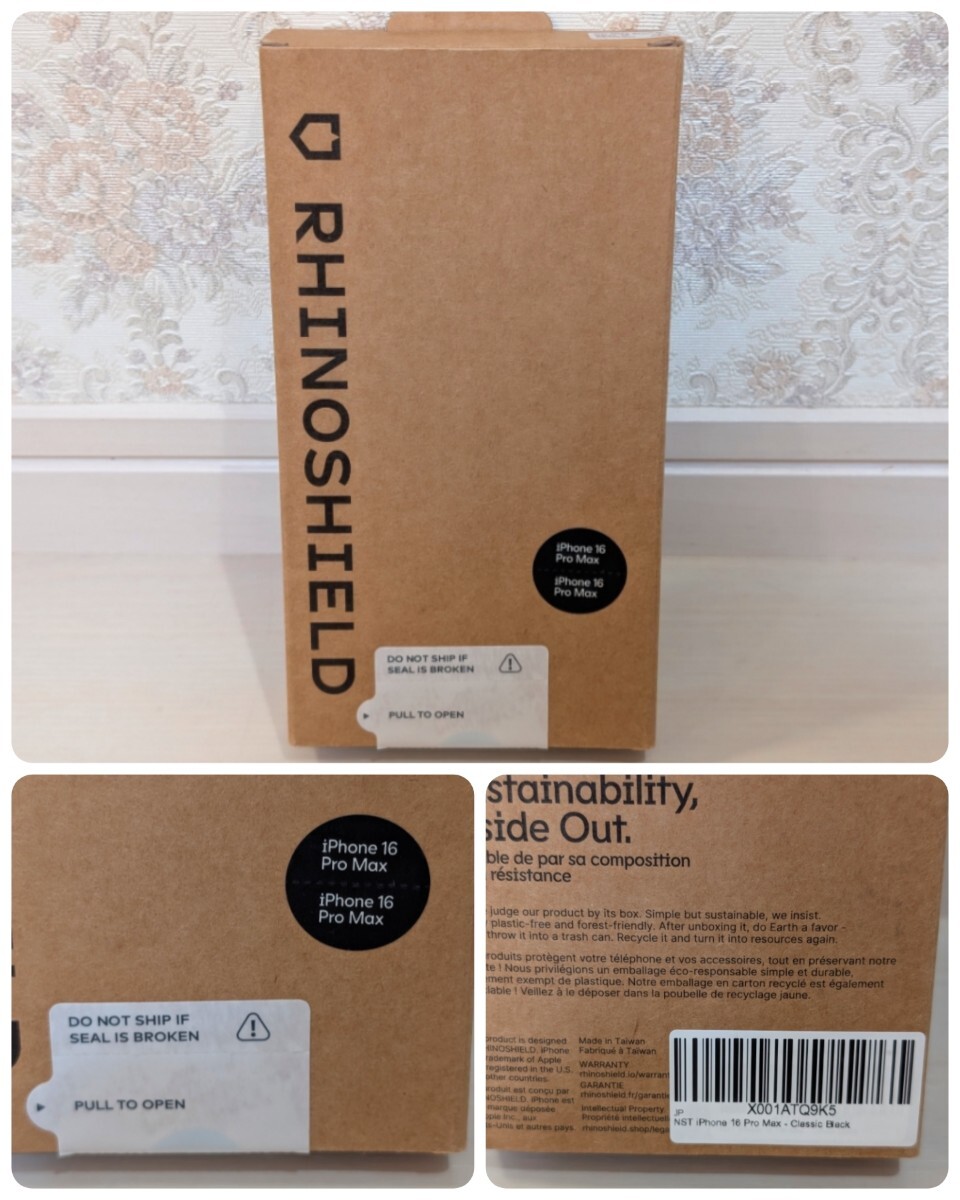 RHINOSHIELD
iPhone 16
Pro Max
iPhone 16
Pro Max
DO NOT SHIP IF
SEAL IS BROKEN
PULL TO OPEN
iPhone 16
Pro Max
iPhone 16
Pro Max
DO NOT SHIP IF
SEAL IS BROKEN
PULL TO OPEN
stainability,
side Out.
ble de par sa composition
résistance
judge our product by its box. Simple but sustainable, we insist.
plastic-free and forest-friendly. After unboxing it, do Earth a favor -
throw it into a trash can. Recycle it and turn it into resources again.
roduits protègent votre téléphone et vos accessoires, tout en préservant notre
te ! Nous privilégions un emballage éco-responsable simple et durable,
ment exempt de plastique. Notre emballage en carton recyclé est également
lable ! Veillez à le déposer dans la poubelle de recyclage jaune.
product is designed
HINOSHIELD. iPhone
rademark of Apple
registered in the U.S.
other countries.
roduit est conçu par
NOSHIELD. iPhone est
marque déposée
ple Inc., aux
s-Unis et autres pays.
Made in Taiwan
Fabriqué à Taïwan
WARRANTY
rhinoshield.io/warran
GARANTIE
rhinoshield.fr/garantie
Intellectual Property
Propriété intellectuell
rhinoshield.shop/lega
X001ATQ9K5
JP
NST iPhone 16 Pro Max - Classic Black